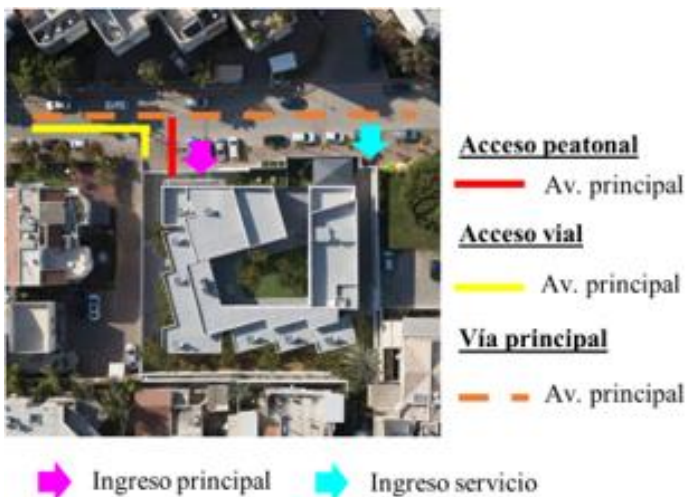 Acceso peatonal
Av. principal
Acceso vial
Av. principal
Vía principal
Av. principal
Ingreso principal
Ingreso servicio